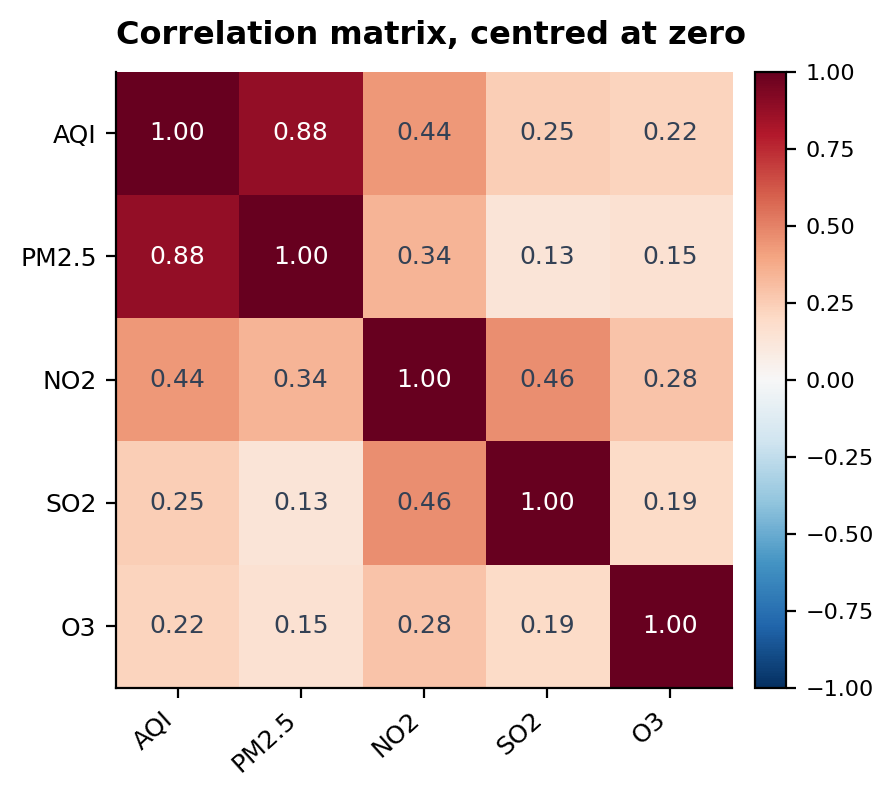 Correlation matrix, centred at zero
AQI 1.00 0.88 0.44 0.25 0.22
PM2.5 0.88 1.00 0.34 0.13 0.15
NO2 0.44 0.34 1.00 0.46 0.28
SO2 0.25 0.13 0.46 1.00 0.19
O3 0.22 0.15 0.28 0.19 1.00
AQI PM2.5 NO2 SO2 O3
1.00
0.75
0.50
0.25
0.00
−0.25
−0.50
−0.75
−1.00